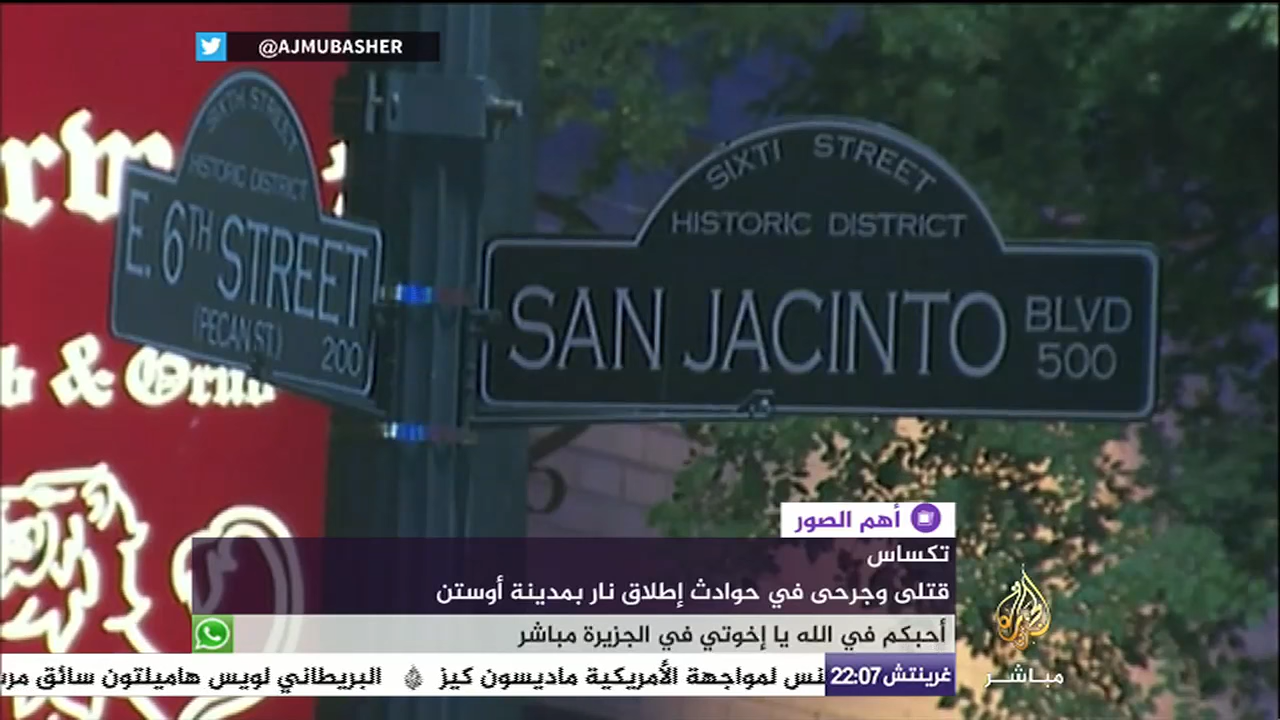 @AJMUBASHER
SIXTH STREET
HISTORIC DISTRICT
E. 6TH STREET
(PECAN ST.)
200
SIXTH STREET
HISTORIC DISTRICT
SAN JACINTO BLVD
500
&
أهم الصور
تكساس
قتلى وجرحى في حوادث إطلاق نار بمدينة أوستن
أحبكم في الله يا إخوتي في الجزيرة مباشر
غرينتش 22:07
لمواجهة الأمريكية ماديسون كيز
البريطاني لويس هاميلتون سائق
الجزيرة
مباشر